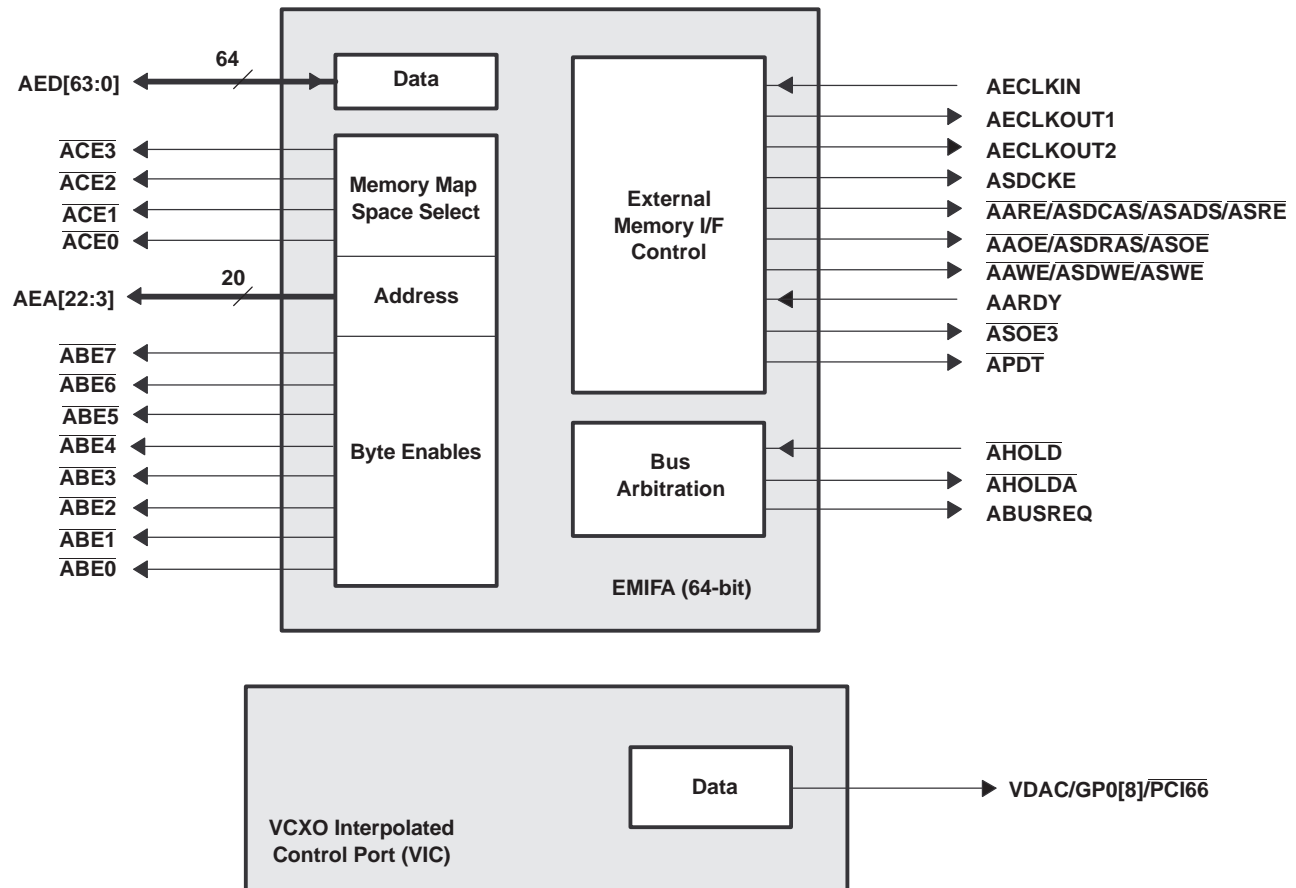 64
AED[63:0]
Data
ACE3
ACE2
ACE1
ACE0
Memory Map
Space Select
20
AEA[22:3]
Address
ABE7
ABE6
ABE5
ABE4
ABE3
ABE2
ABE1
ABE0
Byte Enables
External
Memory I/F
Control
AECLKIN
AECLKOUT1
AECLKOUT2
ASDCKE
AARE/ASDCAS/ASADS/ASRE
AAOE/ASDRAS/ASOE
AAWE/ASDWE/ASWE
AARDY
ASOE3
APDT
Bus
Arbitration
AHOLD
AHOLDA
ABUSREQ
EMIFA (64-bit)
Data
VDAC/GP0[8]/PCI66
VCXO Interpolated
Control Port (VIC)